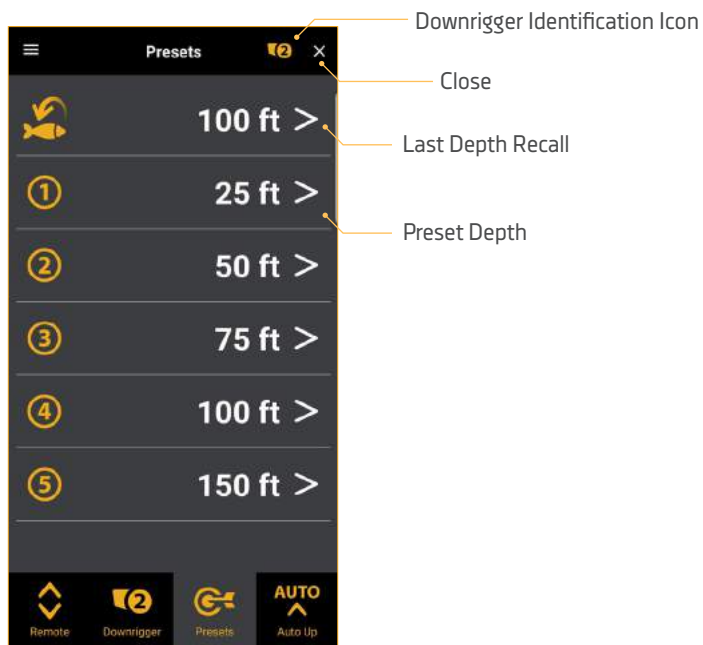 Downrigger Identification Icon
Presets 2 ×
Close
100 ft >
Last Depth Recall
1 25 ft >
Preset Depth
2 50 ft >
3 75 ft >
4 100 ft >
5 150 ft >
2 AUTO
Remote Downrigger Presets Auto Up